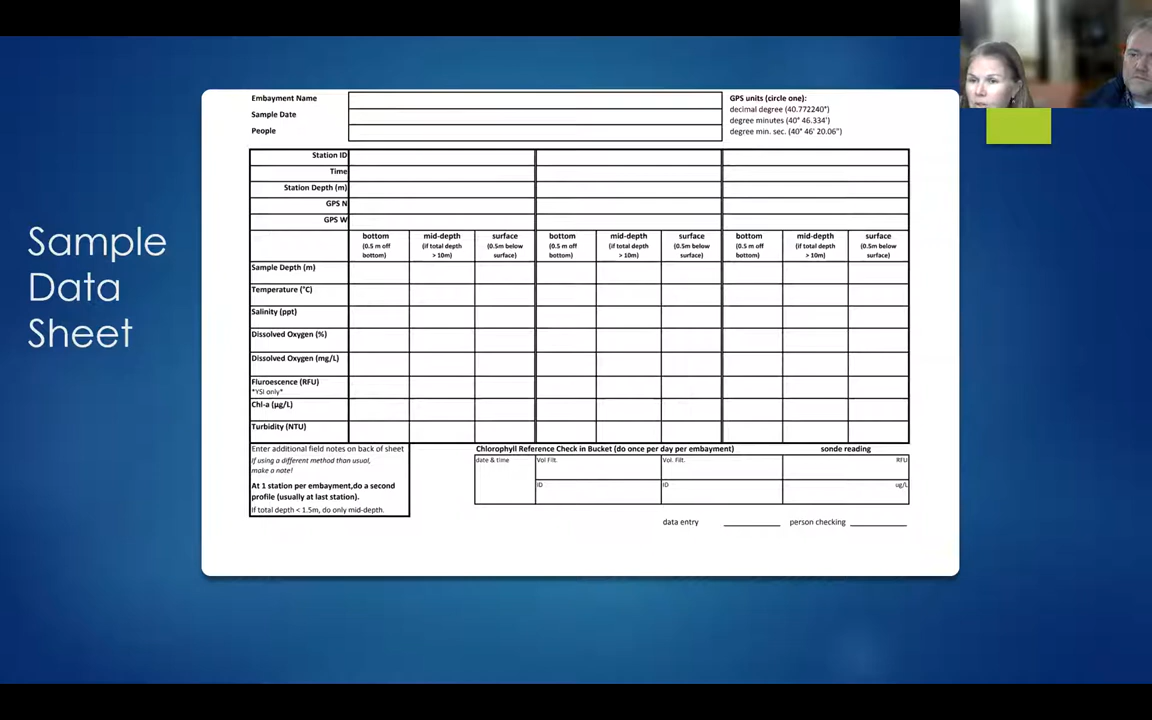 Sample
Data
Sheet
Embayment Name
Sample Date
People
GPS units (circle one):
decimal degree (40.772240°)
degree minutes (40° 46.334')
degree min. sec. (40° 46' 20.06")
Station ID
Time
Station Depth (m)
GPS N
GPS W
bottom mid-depth surface bottom mid-depth surface bottom mid-depth surface
(0.5 m off (if total depth (0.5m below (0.5 m off (if total depth (0.5m below (0.5 m off (if total depth (0.5m below
bottom) > 10m) surface) bottom) > 10m) surface) bottom) > 10m) surface)
Sample Depth (m)
Temperature (°C)
Salinity (ppt)
Dissolved Oxygen (%)
Dissolved Oxygen (mg/L)
Fluroescence (RFU)
*YSI only*
Chl-a (µg/L)
Turbidity (NTU)
Enter additional field notes on back of sheet
If using a different method than usual,
make a note!
At 1 station per embayment,do a second
profile (usually at last station).
If total depth < 1.5m, do only mid-depth.
Chlorophyll Reference Check in Bucket (do once per day per embayment) sonde reading
date & time Vol Filt. Vol. Filt. RFU
ID ID ug/L
data entry person checking